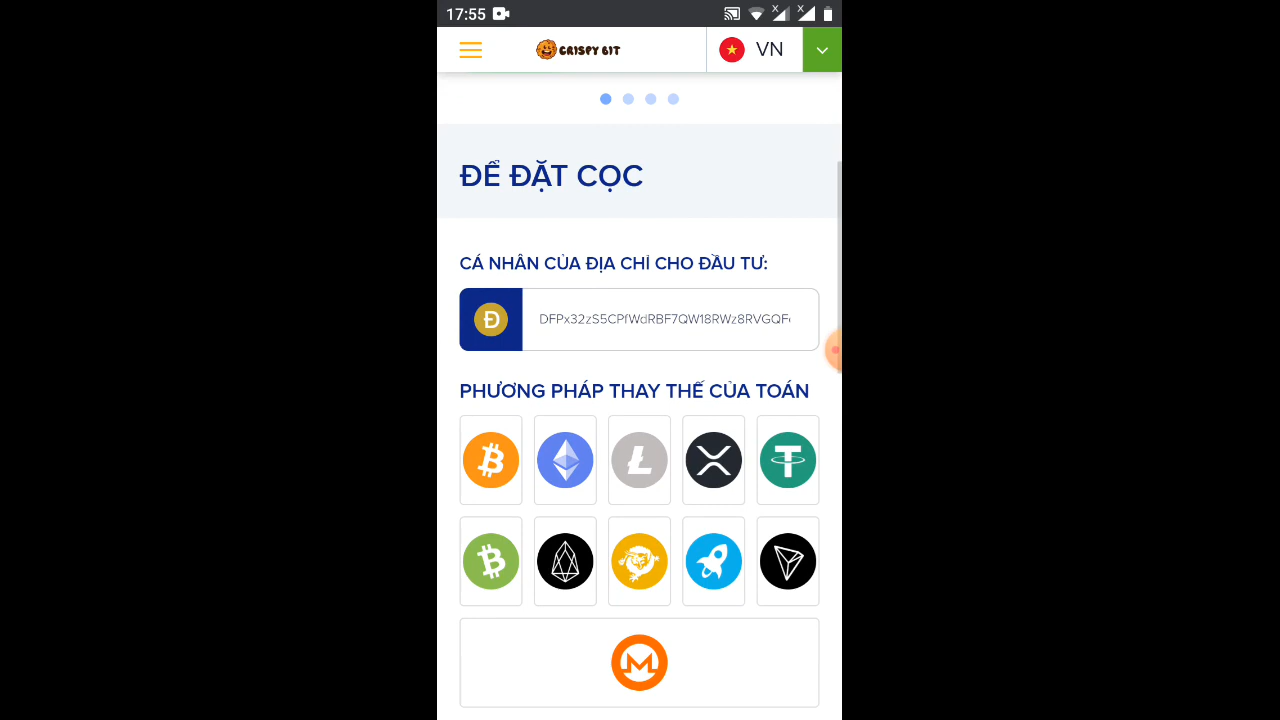 17:55
CRISPY BIT
VN
ĐỂ ĐẶT CỌC
CÁ NHÂN CỦA ĐỊA CHỈ CHO ĐẦU TƯ:
DFPx32zS5CPfWdRBF7QW18RWz8RVGQF
PHƯƠNG PHÁP THAY THẾ CỦA TOÁN